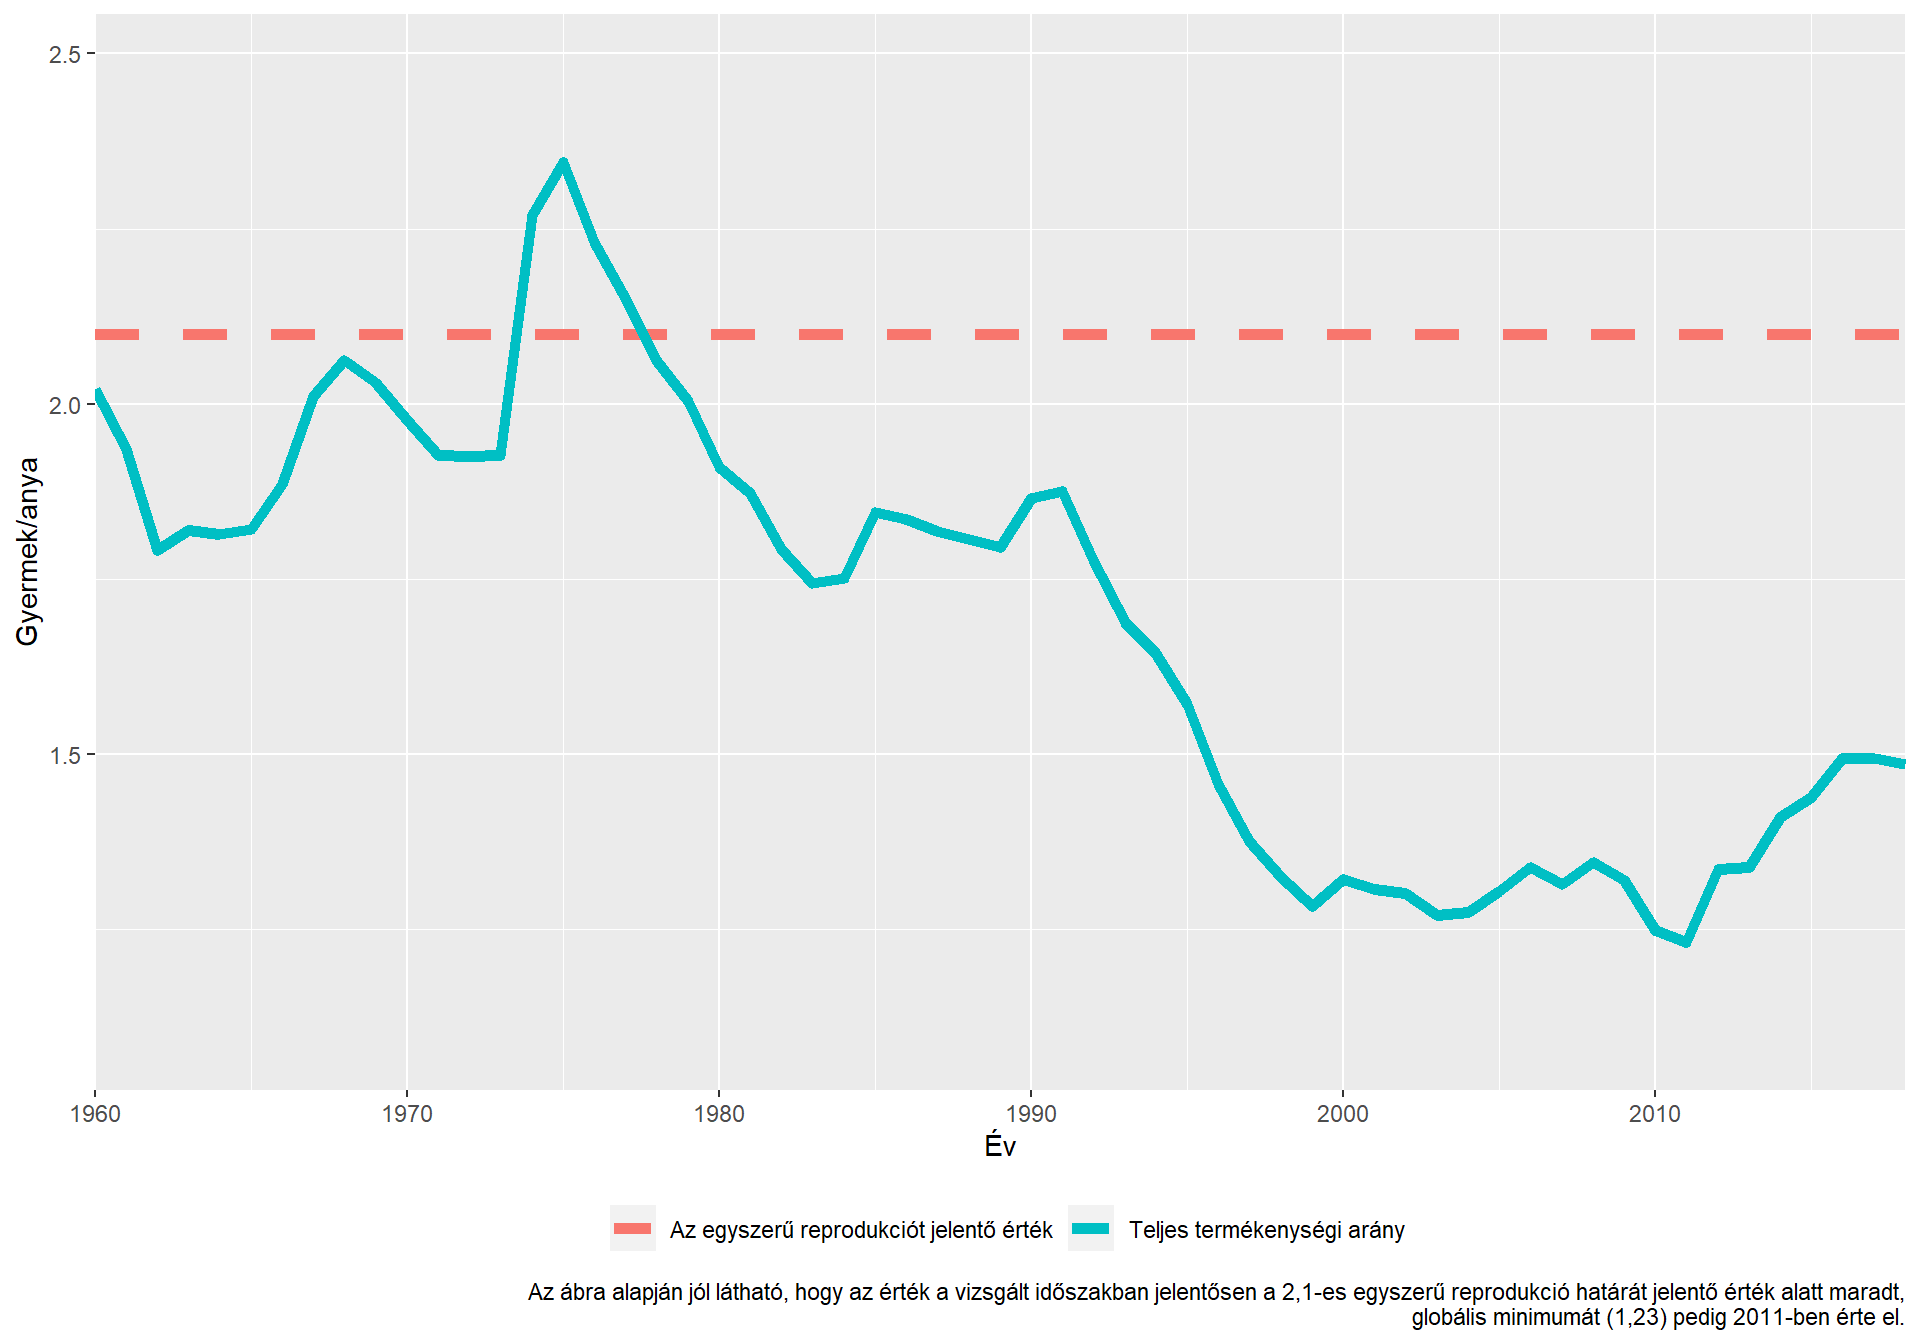 2.5
2.0
1.5
Gyermek/anya
1960 1970 1980 1990 2000 2010
Év
Az egyszerű reprodukciót jelentő érték Teljes termékenységi arány
Az ábra alapján jól látható, hogy az érték a vizsgált időszakban jelentősen a 2,1-es egyszerű reprodukció határát jelentő érték alatt maradt,
globális minimumát (1,23) pedig 2011-ben érte el.